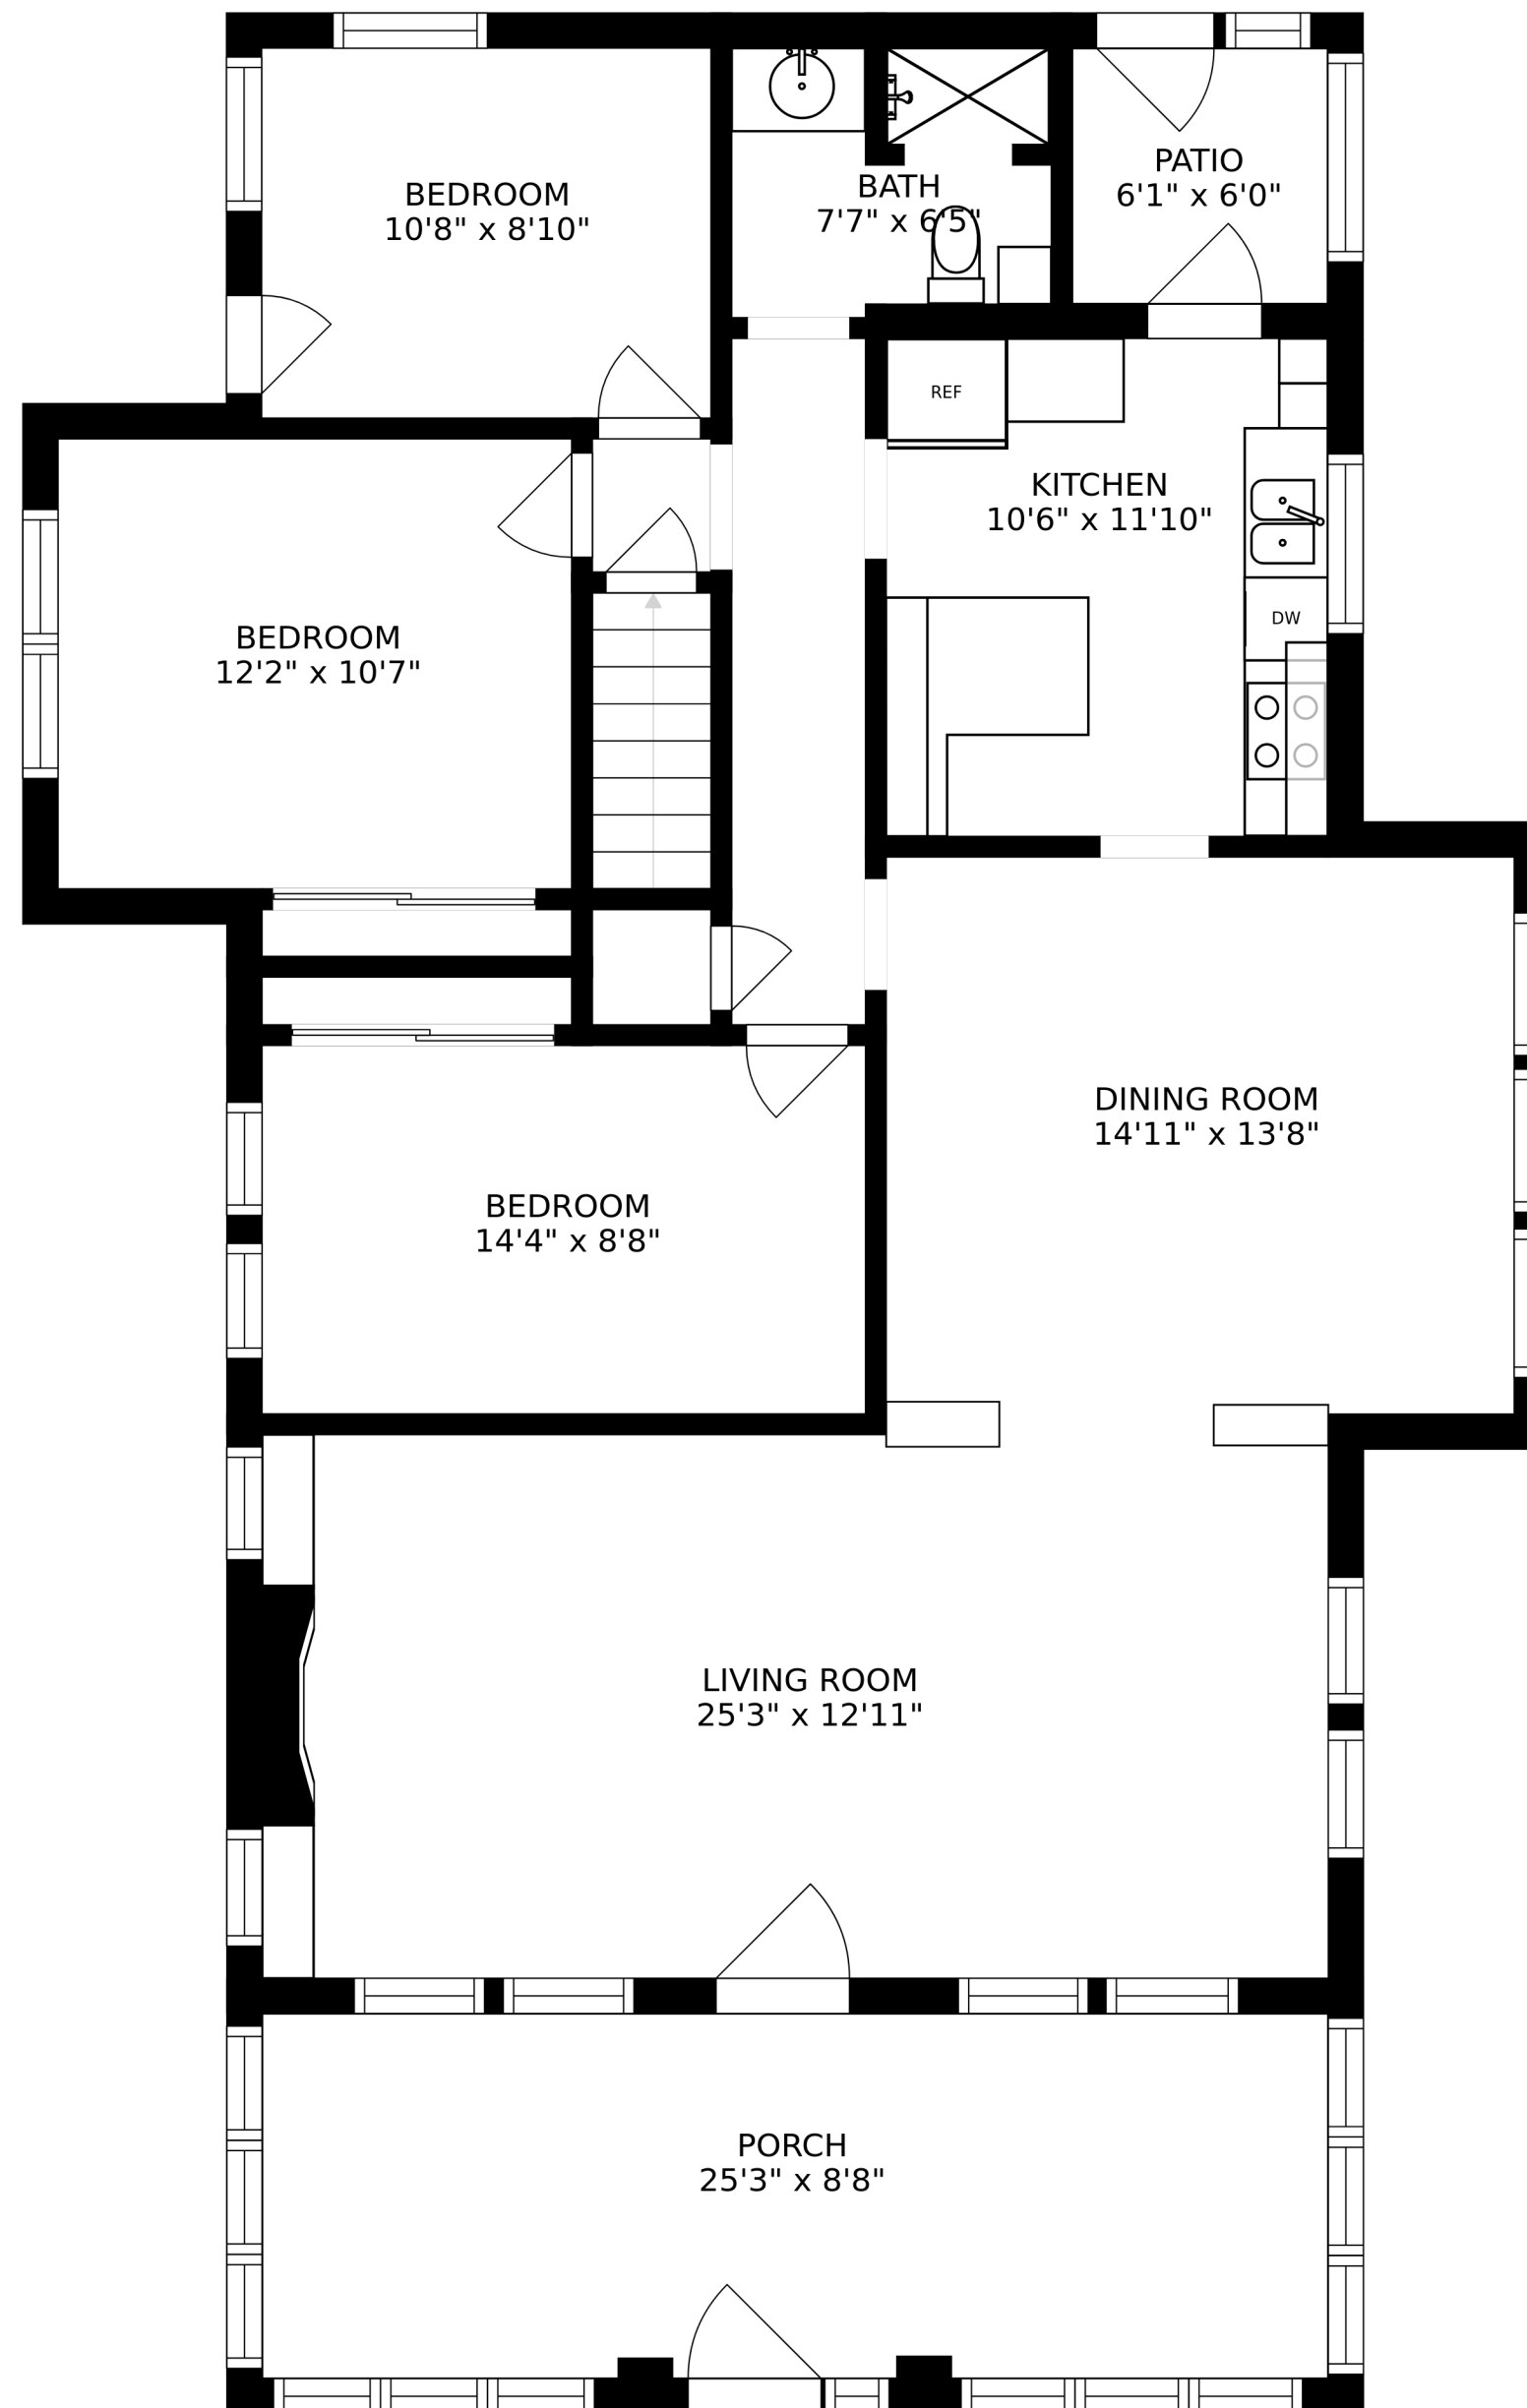 PATIO
6'1" x 6'0"
BEDROOM
10'8" x 8'10"
BATH
7'7" x 6'5"
REF
KITCHEN
10'6" x 11'10"
DW
BEDROOM
12'2" x 10'7"
DINING ROOM
14'11" x 13'8"
BEDROOM
14'4" x 8'8"
LIVING ROOM
25'3" x 12'11"
PORCH
25'3" x 8'8"